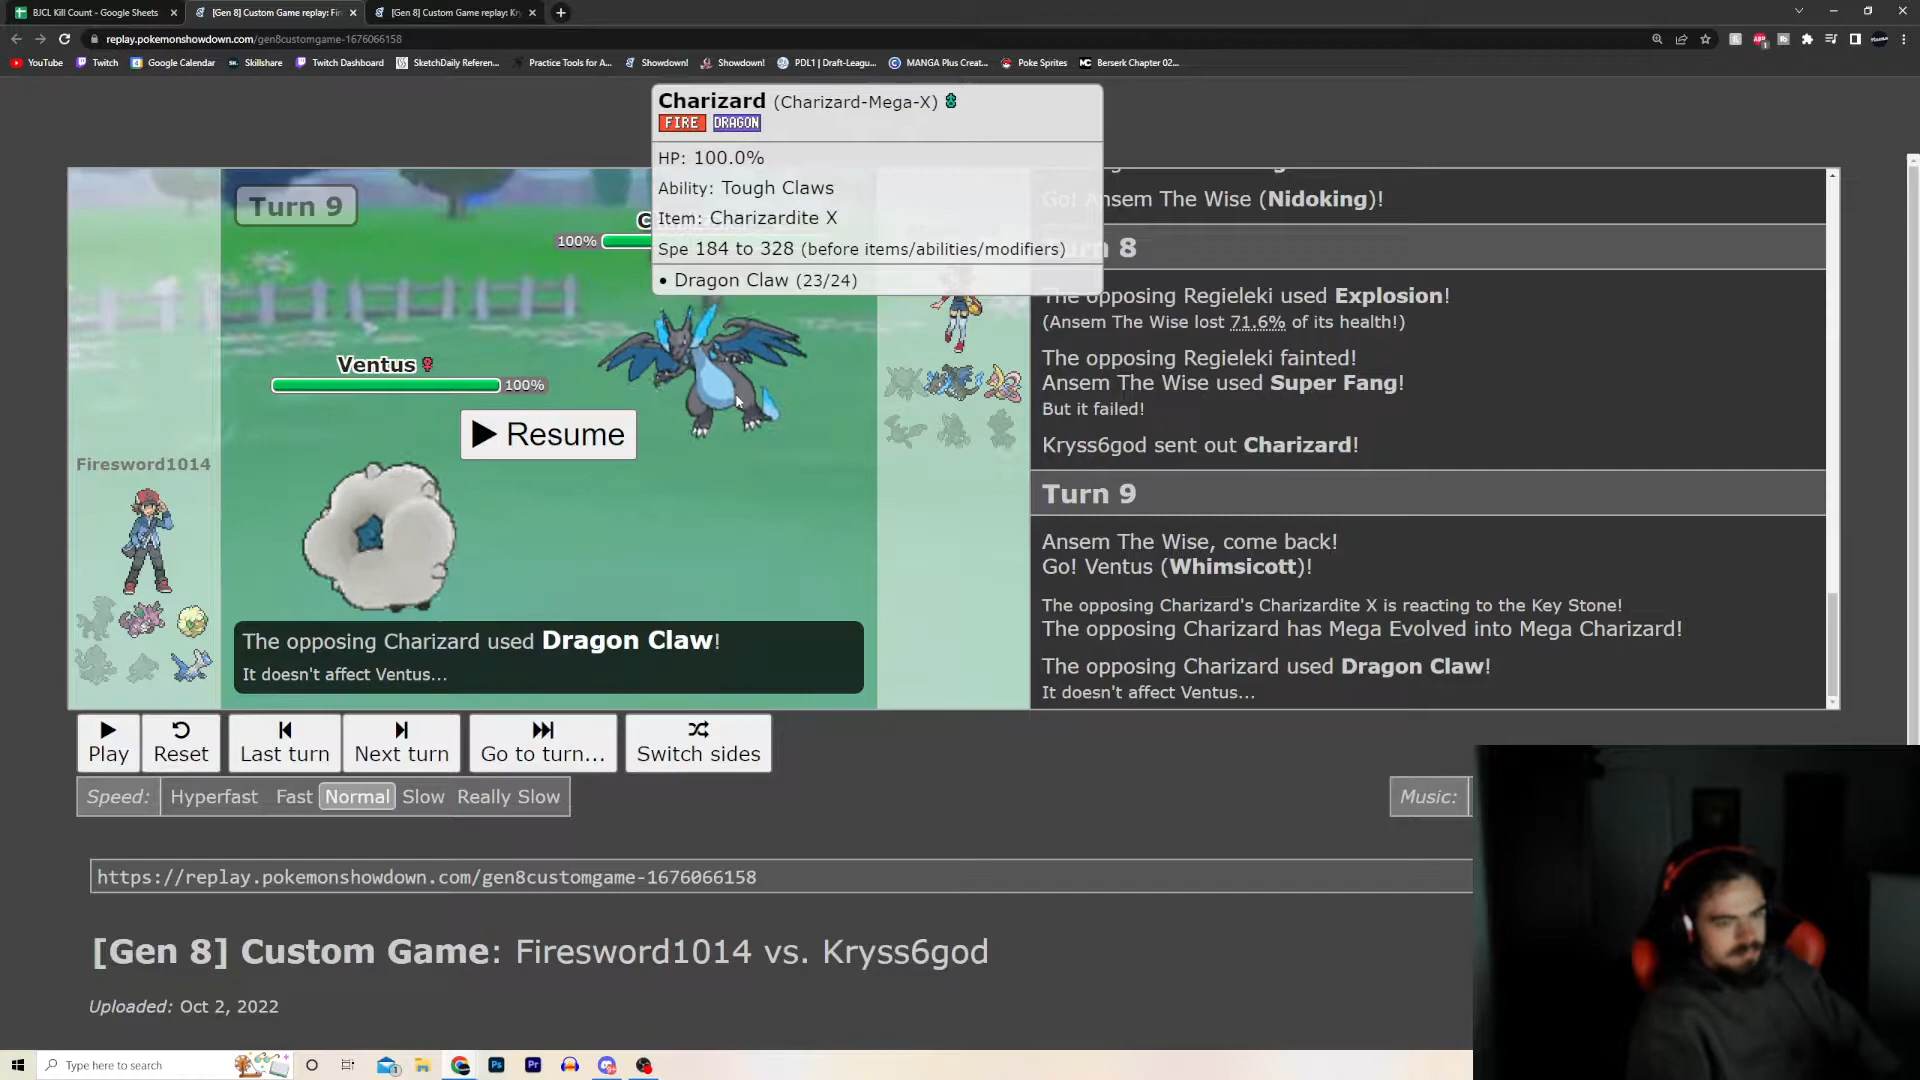 BJCL Kill Count - Google Sheets
[Gen 8] Custom Game replay: Fir
[Gen 8] Custom Game replay: Kry
replay.pokemonshowdown.com/gen8customgame-1676066158
YouTube
Twitch
Google Calendar
Skillshare
Twitch Dashboard
SketchDaily Referen...
Practice Tools for A...
Showdown!
Showdown!
PDL1 | Draft-Leagu...
MANGA Plus Creat...
Poke Sprites
Berserk Chapter 02...
Charizard (Charizard-Mega-X)
FIRE DRAGON
HP: 100.0%
Ability: Tough Claws
Item: Charizardite X
Spe 184 to 328 (before items/abilities/modifiers)
• Dragon Claw (23/24)
Turn 9
100%
Ventus
100%
Resume
Firesword1014
The opposing Charizard used Dragon Claw!
It doesn't affect Ventus...
Go! Ansem The Wise (Nidoking)!
Turn 8
The opposing Regieleki used Explosion!
(Ansem The Wise lost 71.6% of its health!)
The opposing Regieleki fainted!
Ansem The Wise used Super Fang!
But it failed!
Kryss6god sent out Charizard!
Turn 9
Ansem The Wise, come back!
Go! Ventus (Whimsicott)!
The opposing Charizard's Charizardite X is reacting to the Key Stone!
The opposing Charizard has Mega Evolved into Mega Charizard!
The opposing Charizard used Dragon Claw!
It doesn't affect Ventus...
Play
Reset
Last turn
Next turn
Go to turn...
Switch sides
Speed: Hyperfast Fast Normal Slow Really Slow
Music:
https://replay.pokemonshowdown.com/gen8customgame-1676066158
[Gen 8] Custom Game: Firesword1014 vs. Kryss6god
Uploaded: Oct 2, 2022
Type here to search